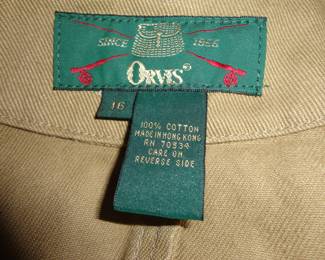 SINCE 1856
ORVIS
16
100% COTTON
MADE IN HONG KONG
RN 70534
CARE ON
REVERSE SIDE